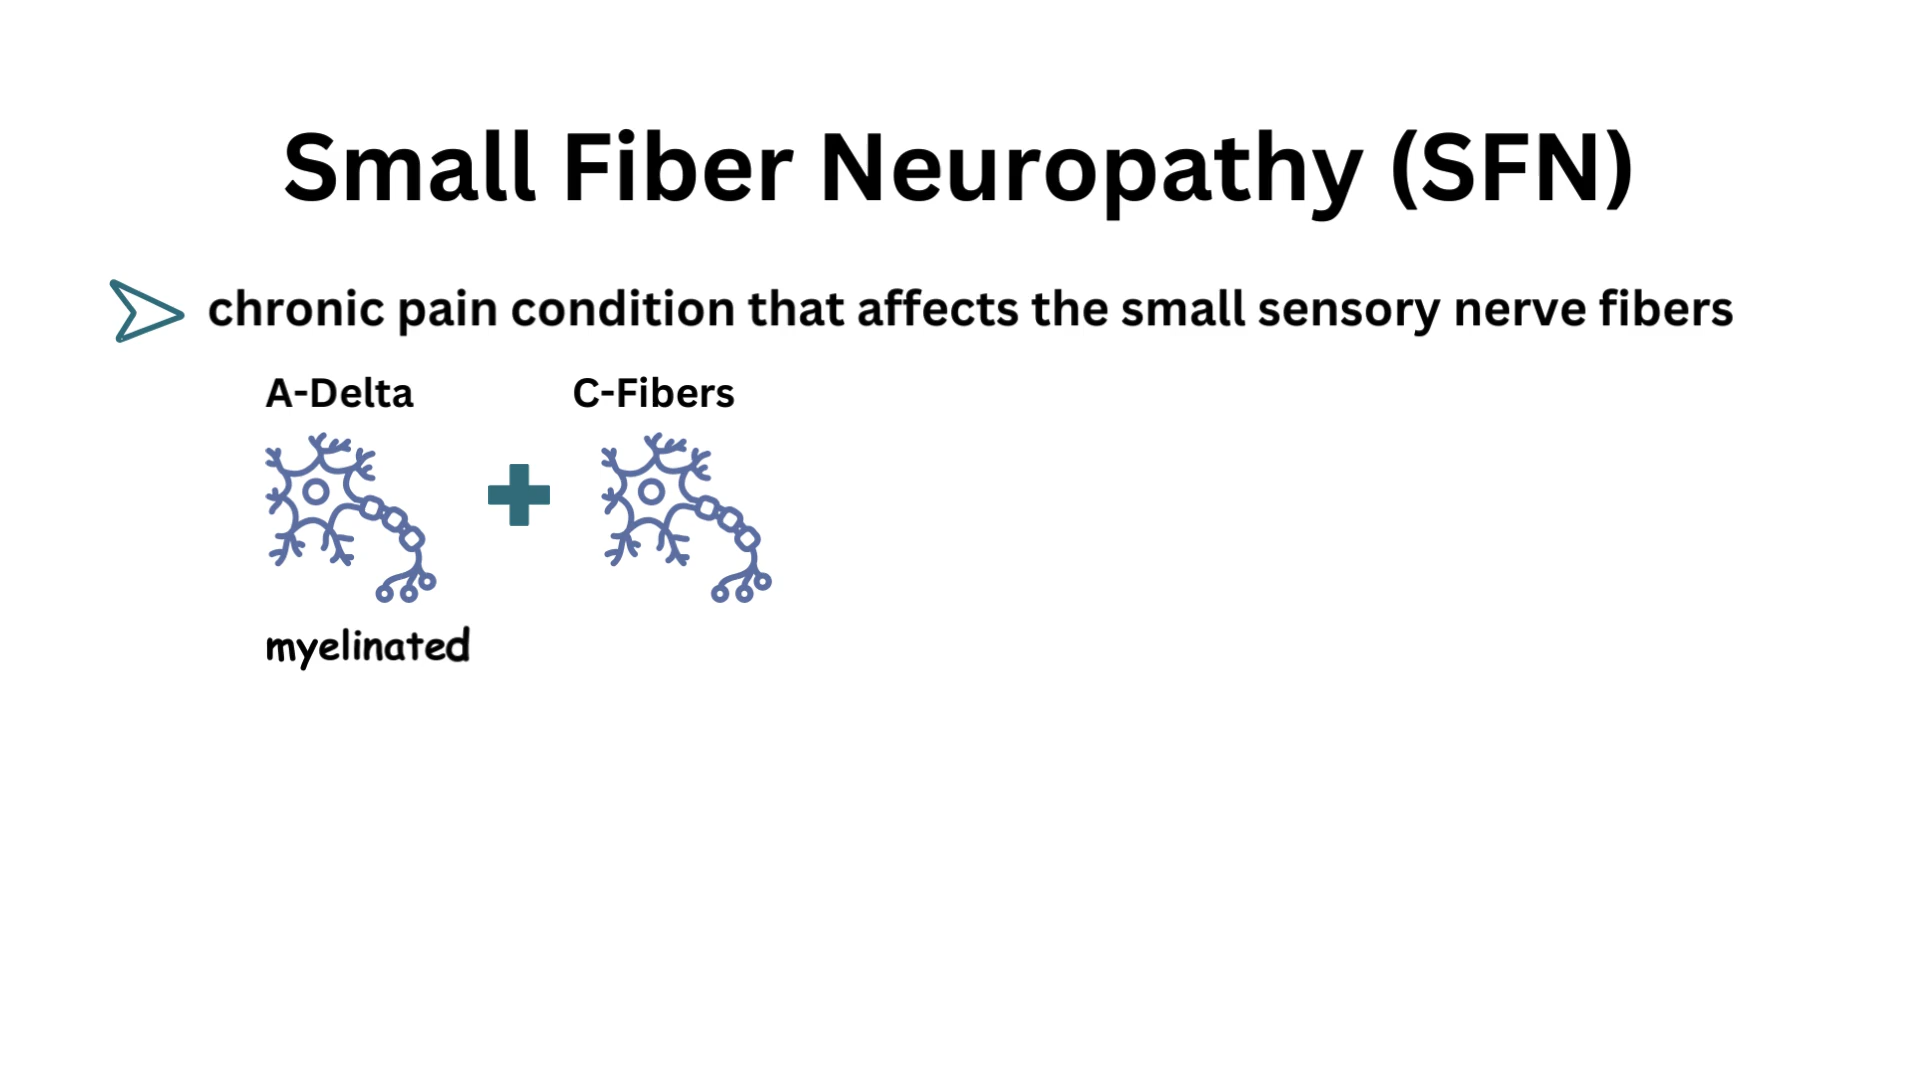 Small Fiber Neuropathy (SFN)
chronic pain condition that affects the small sensory nerve fibers
A-Delta
C-Fibers
myelinated